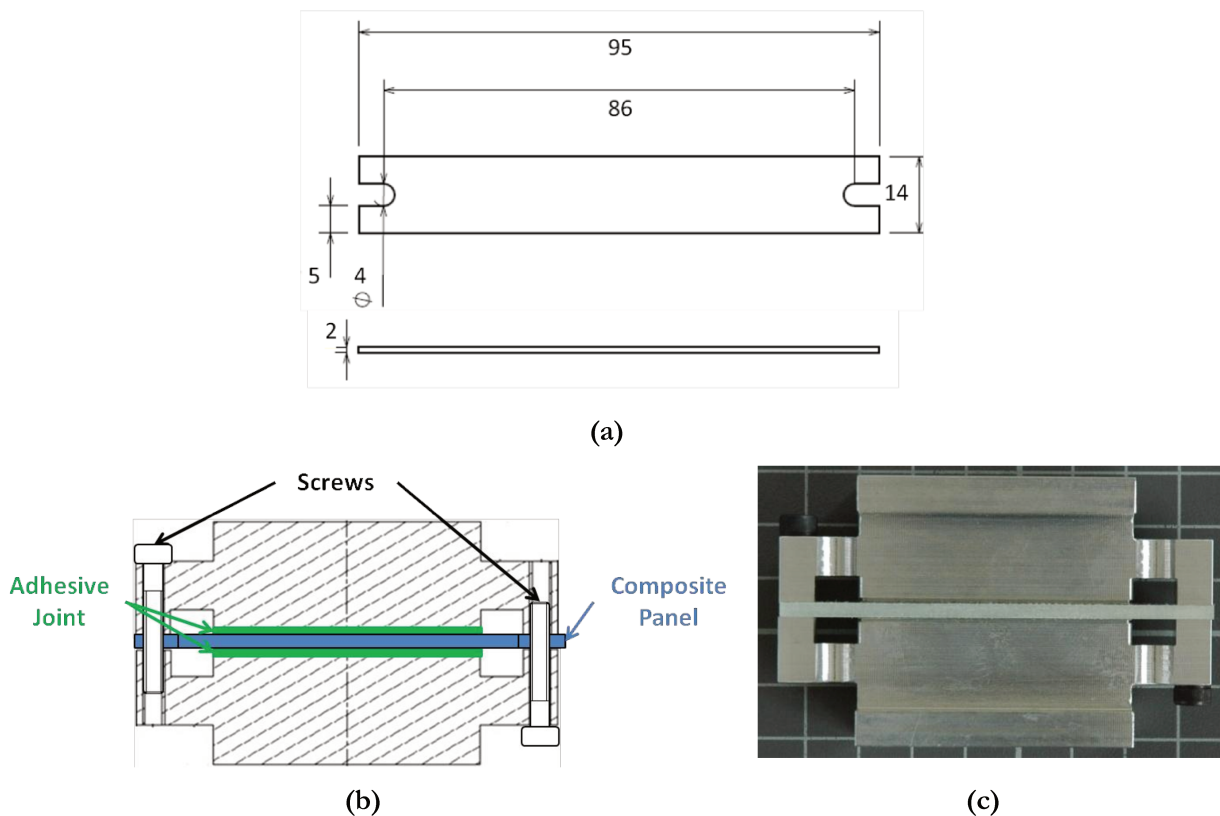 95
86
14
5
4
⌀
2
(a)
Screws
Adhesive
Joint
Composite
Panel
(b)
(c)